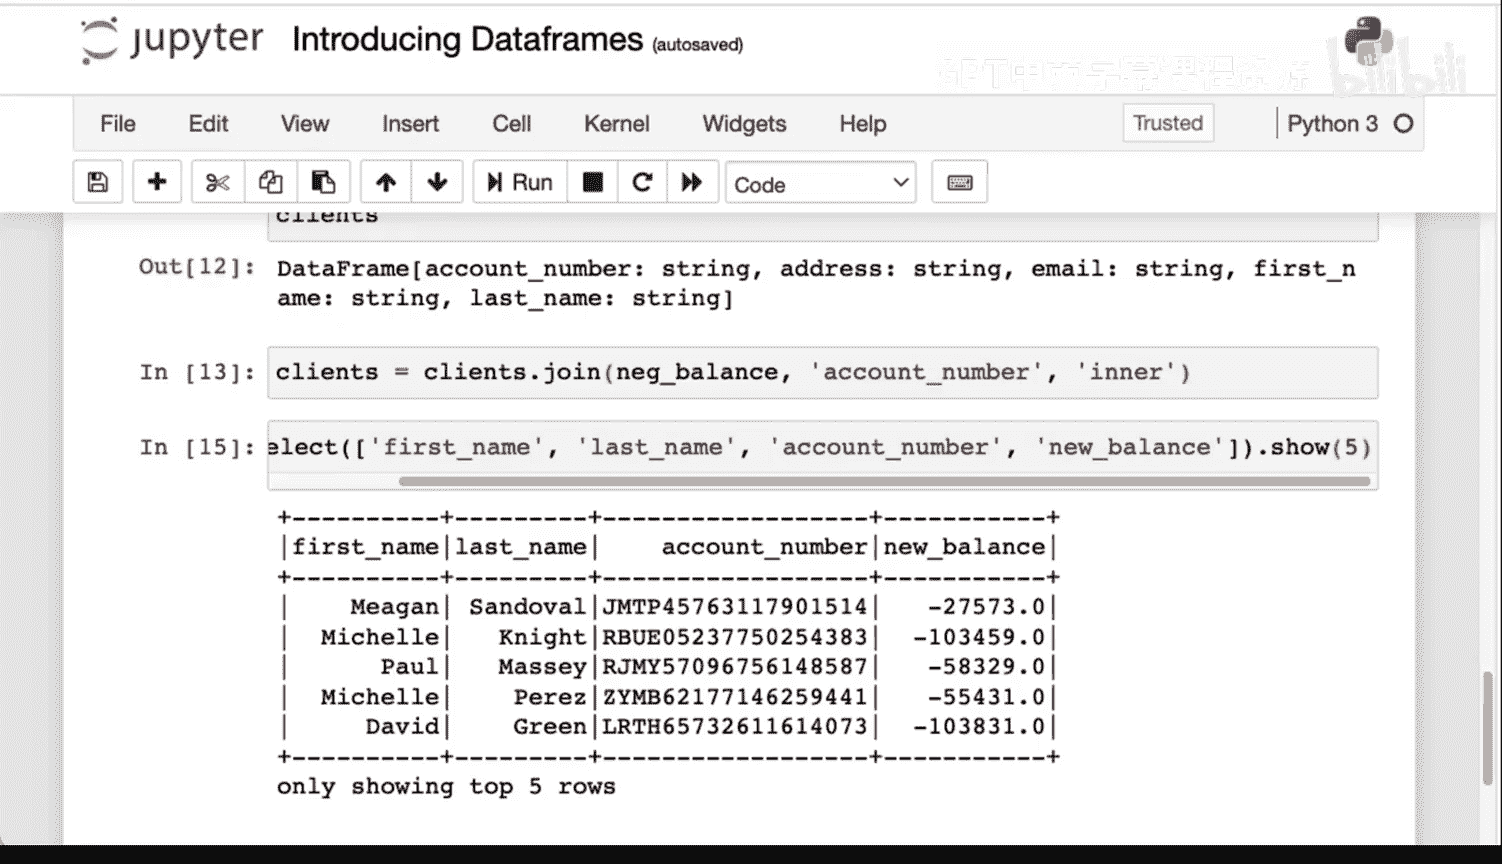 jupyter Introducing Dataframes (autosaved)
bilibili
File Edit View Insert Cell Kernel Widgets Help Trusted Python 3
Run Code
clients
Out[12]: DataFrame[account_number: string, address: string, email: string, first_n
ame: string, last_name: string]
In [13]: clients = clients.join(neg_balance, 'account_number', 'inner')
In [15]: elect(['first_name', 'last_name', 'account_number', 'new_balance']).show(5)
+----------+---------+------------------+-----------+
|first_name|last_name|    account_number|new_balance|
+----------+---------+------------------+-----------+
|    Meagan| Sandoval|JMTP45763117901514|   -27573.0|
|  Michelle|   Knight|RBUE05237750254383|  -103459.0|
|      Paul|   Massey|RJMY57096756148587|   -58329.0|
|  Michelle|    Perez|ZYMB62177146259441|   -55431.0|
|     David|    Green|LRTH65732611614073|  -103831.0|
+----------+---------+------------------+-----------+
only showing top 5 rows